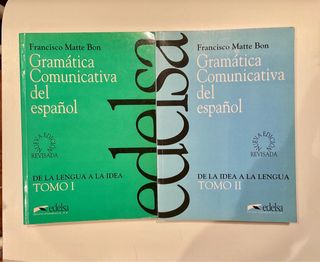 Francisco Matte Bon
Gramática
Comunicativa
del
español
NUEVA EDICIÓN
REVISADA
DE LA LENGUA A LA IDEA
TOMO I
edelsa
edelsa
Francisco Matte Bon
Gramática
Comunicativa
del
español
NUEVA EDICIÓN
REVISADA
DE LA IDEA A LA LENGUA
TOMO II
edelsa